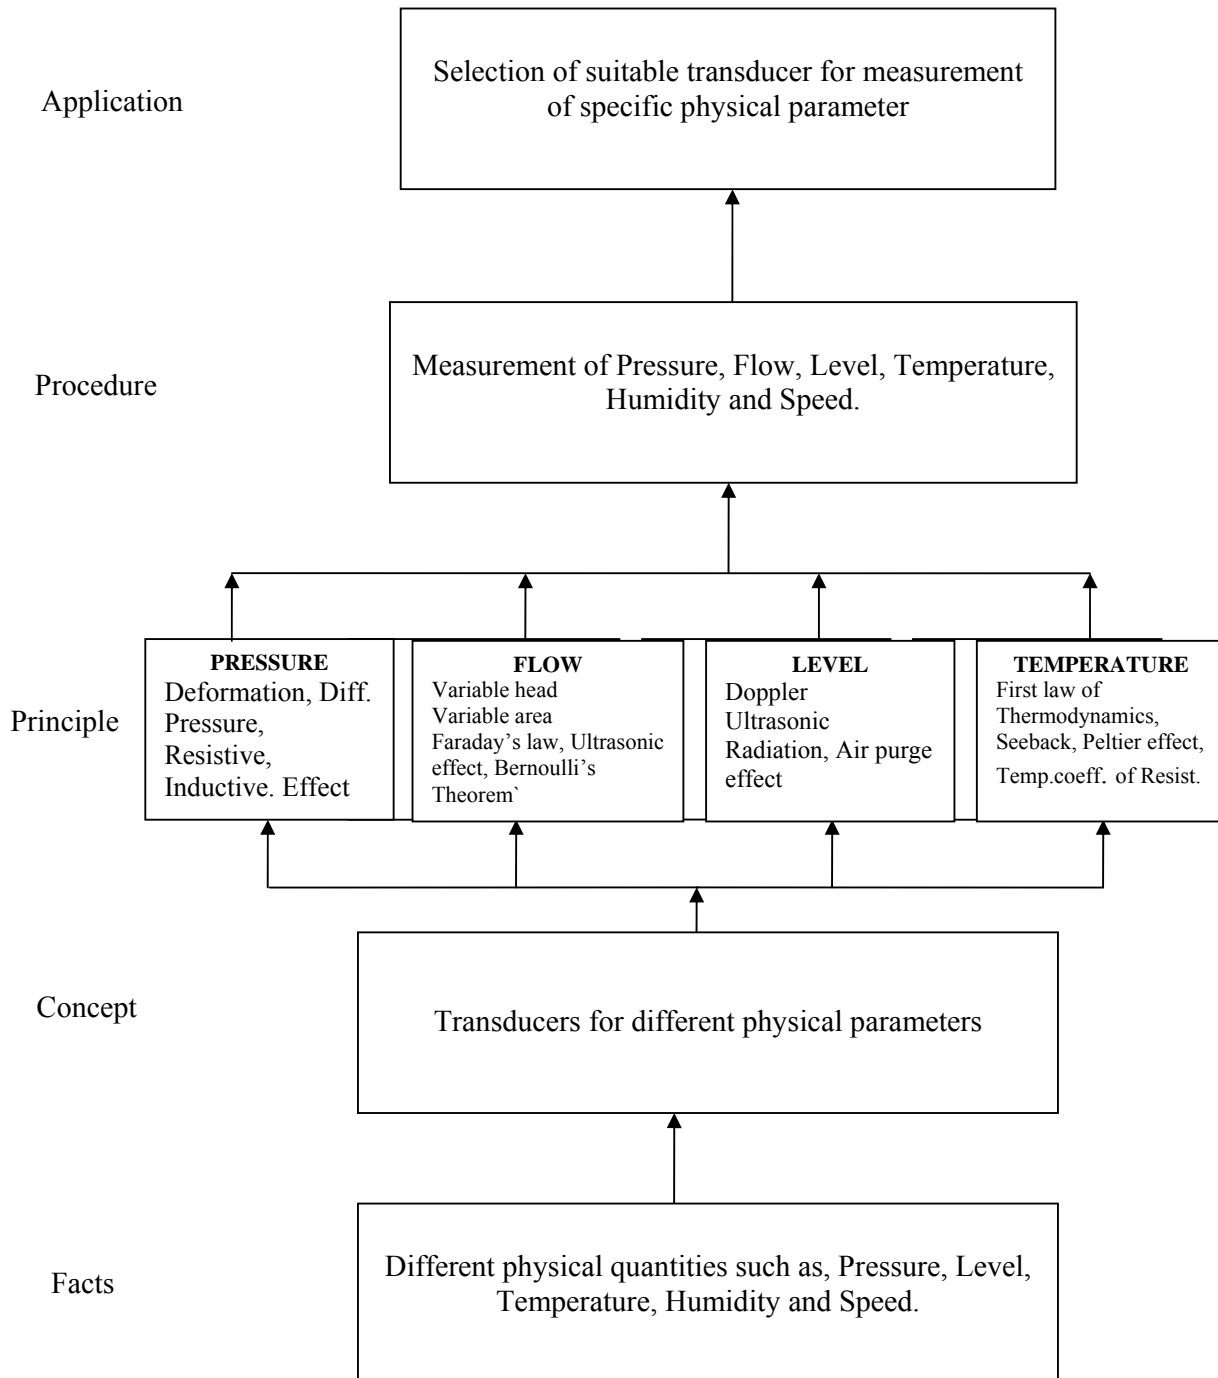 Application
Selection of suitable transducer for measurement
of specific physical parameter
Procedure
Measurement of Pressure, Flow, Level, Temperature,
Humidity and Speed.
Principle
PRESSURE
Deformation, Diff.
Pressure,
Resistive,
Inductive. Effect
FLOW
Variable head
Variable area
Faraday’s law, Ultrasonic
effect, Bernoulli’s
Theorem`
LEVEL
Doppler
Ultrasonic
Radiation, Air purge
effect
TEMPERATURE
First law of
Thermodynamics,
Seeback, Peltier effect,
Temp.coeff. of Resist.
Concept
Transducers for different physical parameters
Facts
Different physical quantities such as, Pressure, Level,
Temperature, Humidity and Speed.